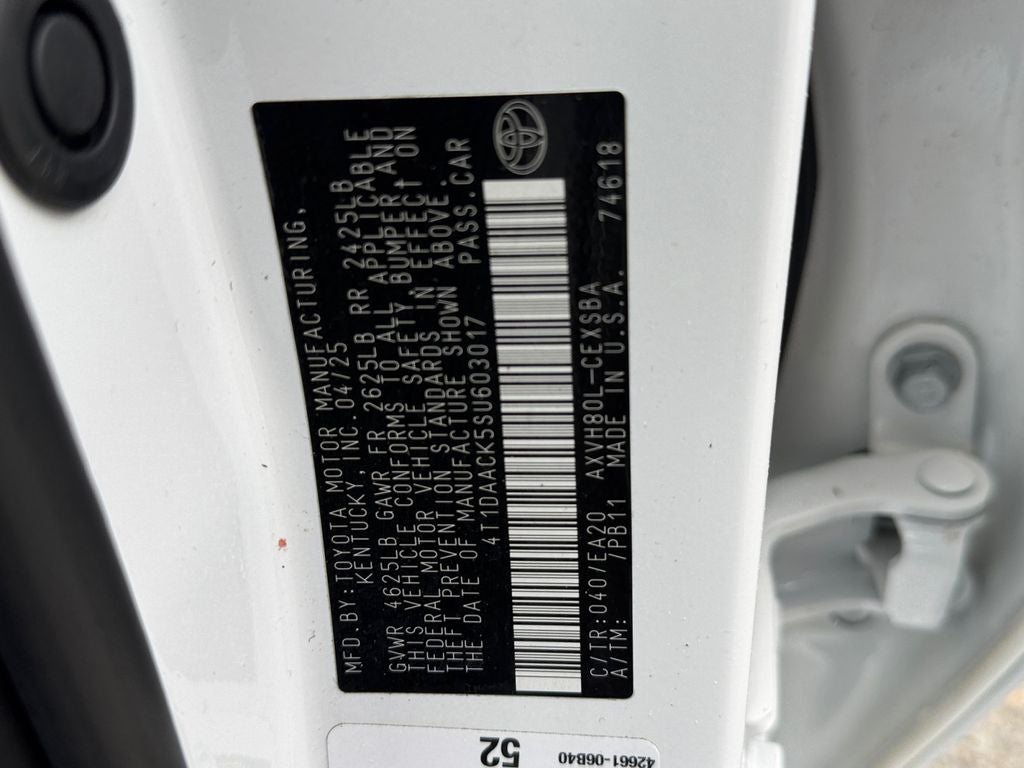 MFD. BY: TOYOTA MOTOR MANUFACTURING,
KENTUCKY, INC. 04/25
GVWR 4625LB GAWR FR 2625LB RR 2425LB
THIS VEHICLE CONFORMS TO ALL APPLICABLE
FEDERAL MOTOR VEHICLE SAFETY, BUMPER, AND
THEFT PREVENTION STANDARDS IN EFFECT ON
THE DATE OF MANUFACTURE SHOWN ABOVE.
4T1DAACK5SU603017 PASS.CAR
C/TR:040/EA20 AXVH80L-CEXSBA
A/TM: /PB11 MADE IN U.S.A. 74618
52
42661-06B40